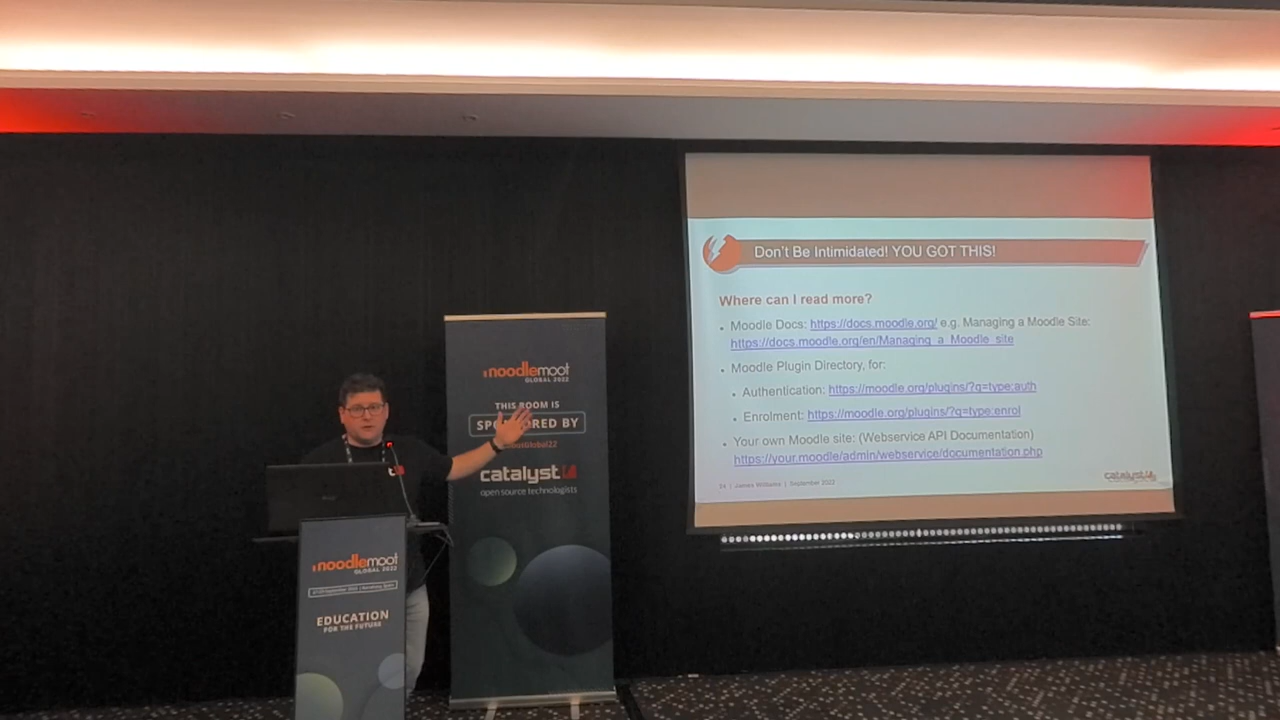 Don't Be Intimidated! YOU GOT THIS!
Where can I read more?
• Moodle Docs: https://docs.moodle.org/ e.g. Managing a Moodle Site:
https://docs.moodle.org/en/Managing_a_Moodle_site
• Moodle Plugin Directory, for:
• Authentication: https://moodle.org/plugins/?q=type:auth
• Enrolment: https://moodle.org/plugins/?q=type:enrol
• Your own Moodle site: (Webservice API Documentation)
https://your.moodle/admin/webservice/documentation.php
24 | James Williams | September 2022
catalyst
moodlemoot
GLOBAL 2022
THIS ROOM IS
SPONSORED BY
catalyst
open source technologists
moodlemoot
GLOBAL 2022
EDUCATION
FOR THE FUTURE